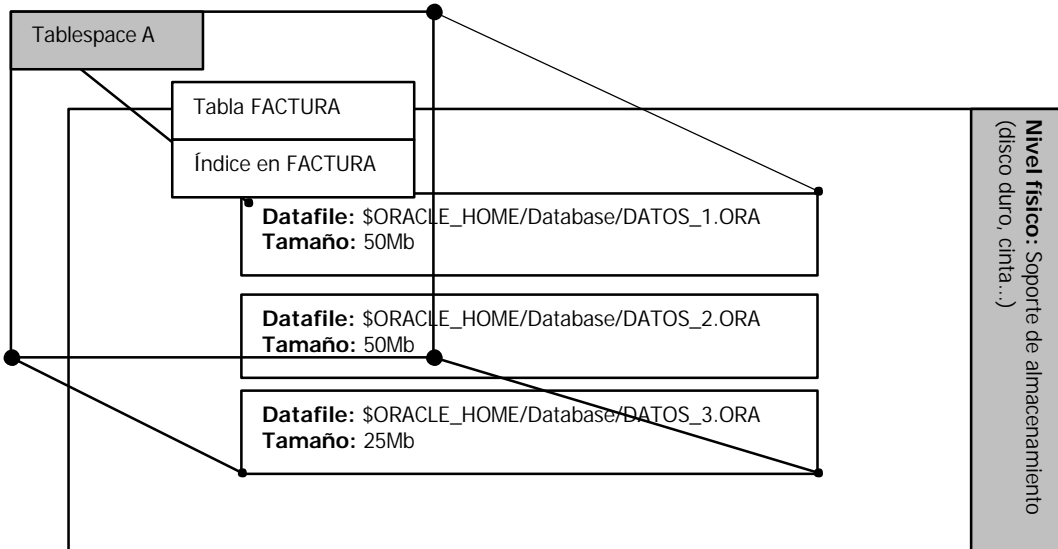 Tablespace A
Tabla FACTURA
Índice en FACTURA
Datafile: $ORACLE_HOME/Database/DATOS_1.ORA
Tamaño: 50Mb
Datafile: $ORACLE_HOME/Database/DATOS_2.ORA
Tamaño: 50Mb
Datafile: $ORACLE_HOME/Database/DATOS_3.ORA
Tamaño: 25Mb
Nivel físico: Soporte de almacenamiento
(disco duro, cinta...)